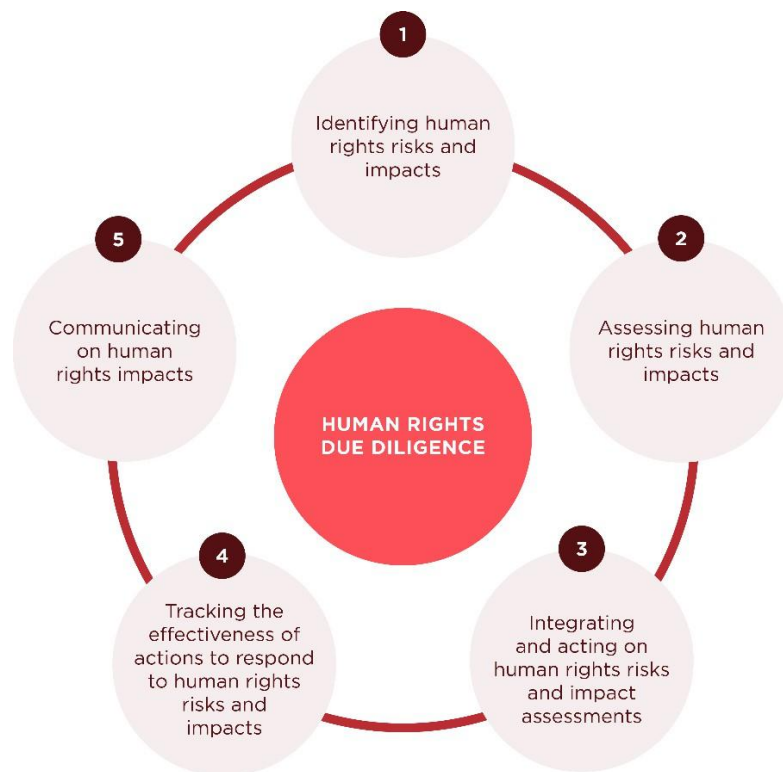 1
Identifying human
rights risks and
impacts
2
Assessing human
rights risks and
impacts
3
Integrating
and acting on
human rights risks
and impact
assessments
4
Tracking the
effectiveness of
actions to respond
to human rights
risks and
impacts
5
Communicating
on human
rights impacts
HUMAN RIGHTS
DUE DILIGENCE